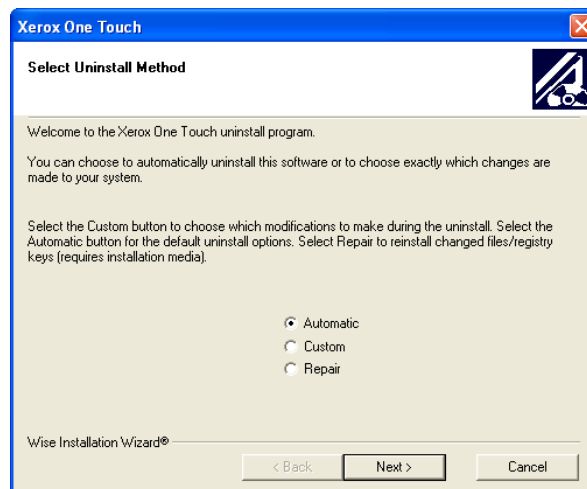 Xerox One Touch
Select Uninstall Method
Welcome to the Xerox One Touch uninstall program.
You can choose to automatically uninstall this software or to choose exactly which changes are
made to your system.
Select the Custom button to choose which modifications to make during the uninstall. Select the
Automatic button for the default uninstall options. Select Repair to reinstall changed files/registry
keys (requires installation media).
Automatic
Custom
Repair
Wise Installation Wizard®
< Back Next > Cancel